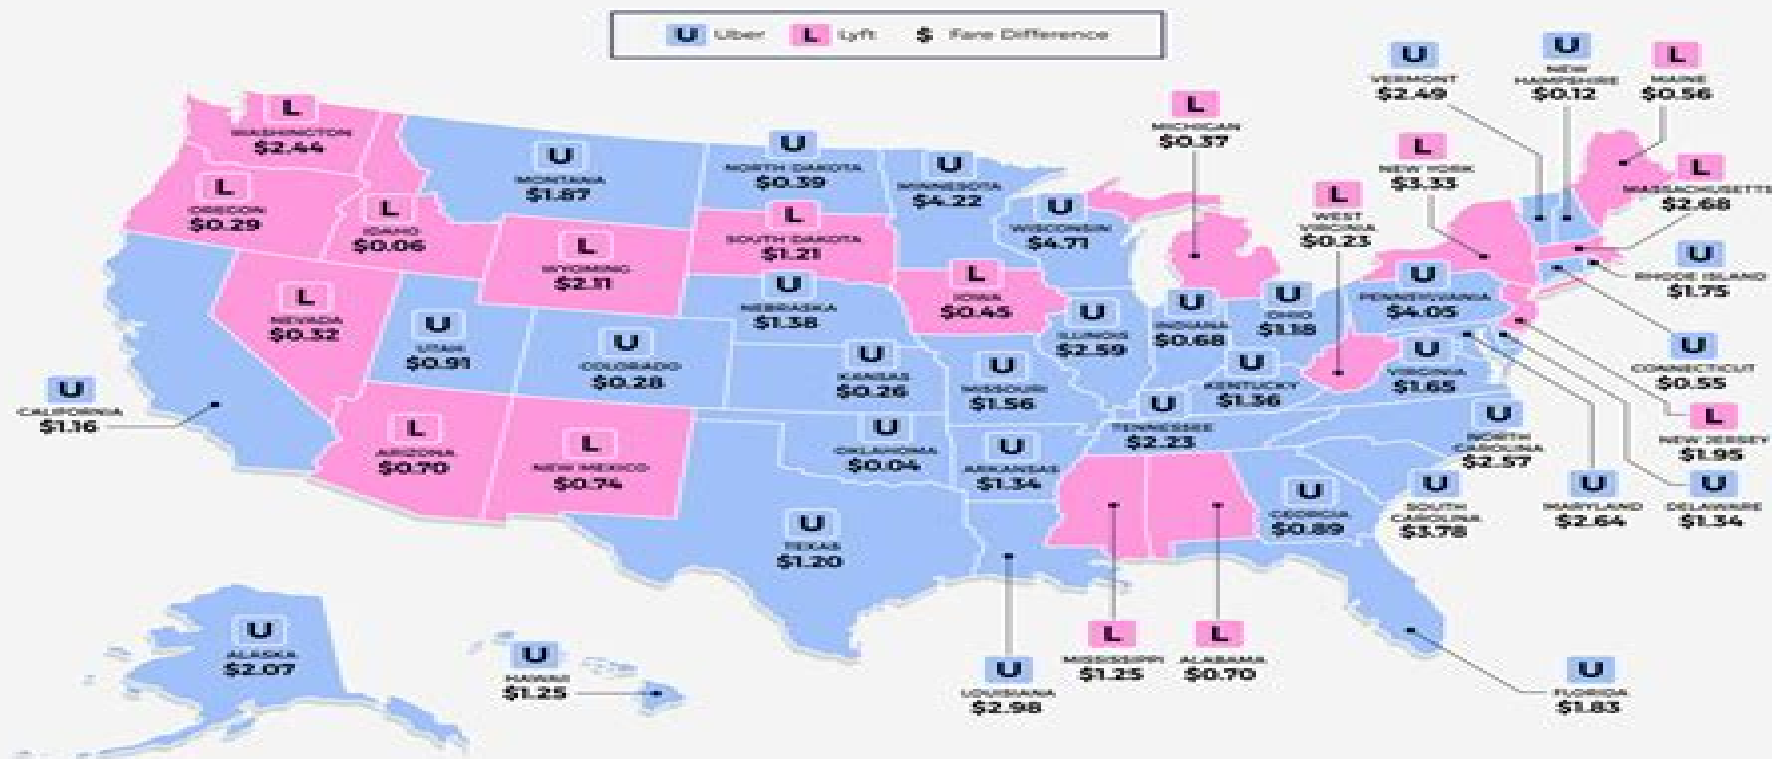 U Uber L Lyft $ Fare Difference
U
VERMONT
$2.49
U
NEW
HAMPSHIRE
$0.12
L
MAINE
$0.56
L
WASHINGTON
$2.44
L
MICHIGAN
$0.37
L
NEW YORK
$3.33
L
MASSACHUSETTS
$2.68
U
MONTANA
$1.87
U
NORTH DAKOTA
$0.39
U
MINNESOTA
$4.22
L
OREGON
$0.29
L
IDAHO
$0.06
L
WYOMING
$2.11
L
SOUTH DAKOTA
$1.21
U
WISCONSIN
$4.71
L
WEST
VIRGINIA
$0.23
U
RHODE ISLAND
$1.75
L
NEVADA
$0.32
U
UTAH
$0.91
U
COLORADO
$0.28
U
NEBRASKA
$1.38
L
IOWA
$0.45
U
ILLINOIS
$2.59
U
INDIANA
$0.68
U
OHIO
$1.18
U
PENNSYLVANIA
$4.05
U
CALIFORNIA
$1.16
U
KANSAS
$0.26
U
MISSOURI
$1.56
U
KENTUCKY
$1.36
U
VIRGINIA
$1.65
U
CONNECTICUT
$0.55
L
ARIZONA
$0.70
L
NEW MEXICO
$0.74
U
OKLAHOMA
$0.04
U
ARKANSAS
$1.34
U
TENNESSEE
$2.23
U
NORTH
CAROLINA
$2.57
L
NEW JERSEY
$1.95
U
TEXAS
$1.20
U
GEORGIA
$0.89
U
SOUTH
CAROLINA
$3.78
U
MARYLAND
$2.64
U
DELAWARE
$1.34
U
ALASKA
$2.07
U
HAWAII
$1.25
U
LOUISIANA
$2.98
L
MISSISSIPPI
$1.25
L
ALABAMA
$0.70
U
FLORIDA
$1.83